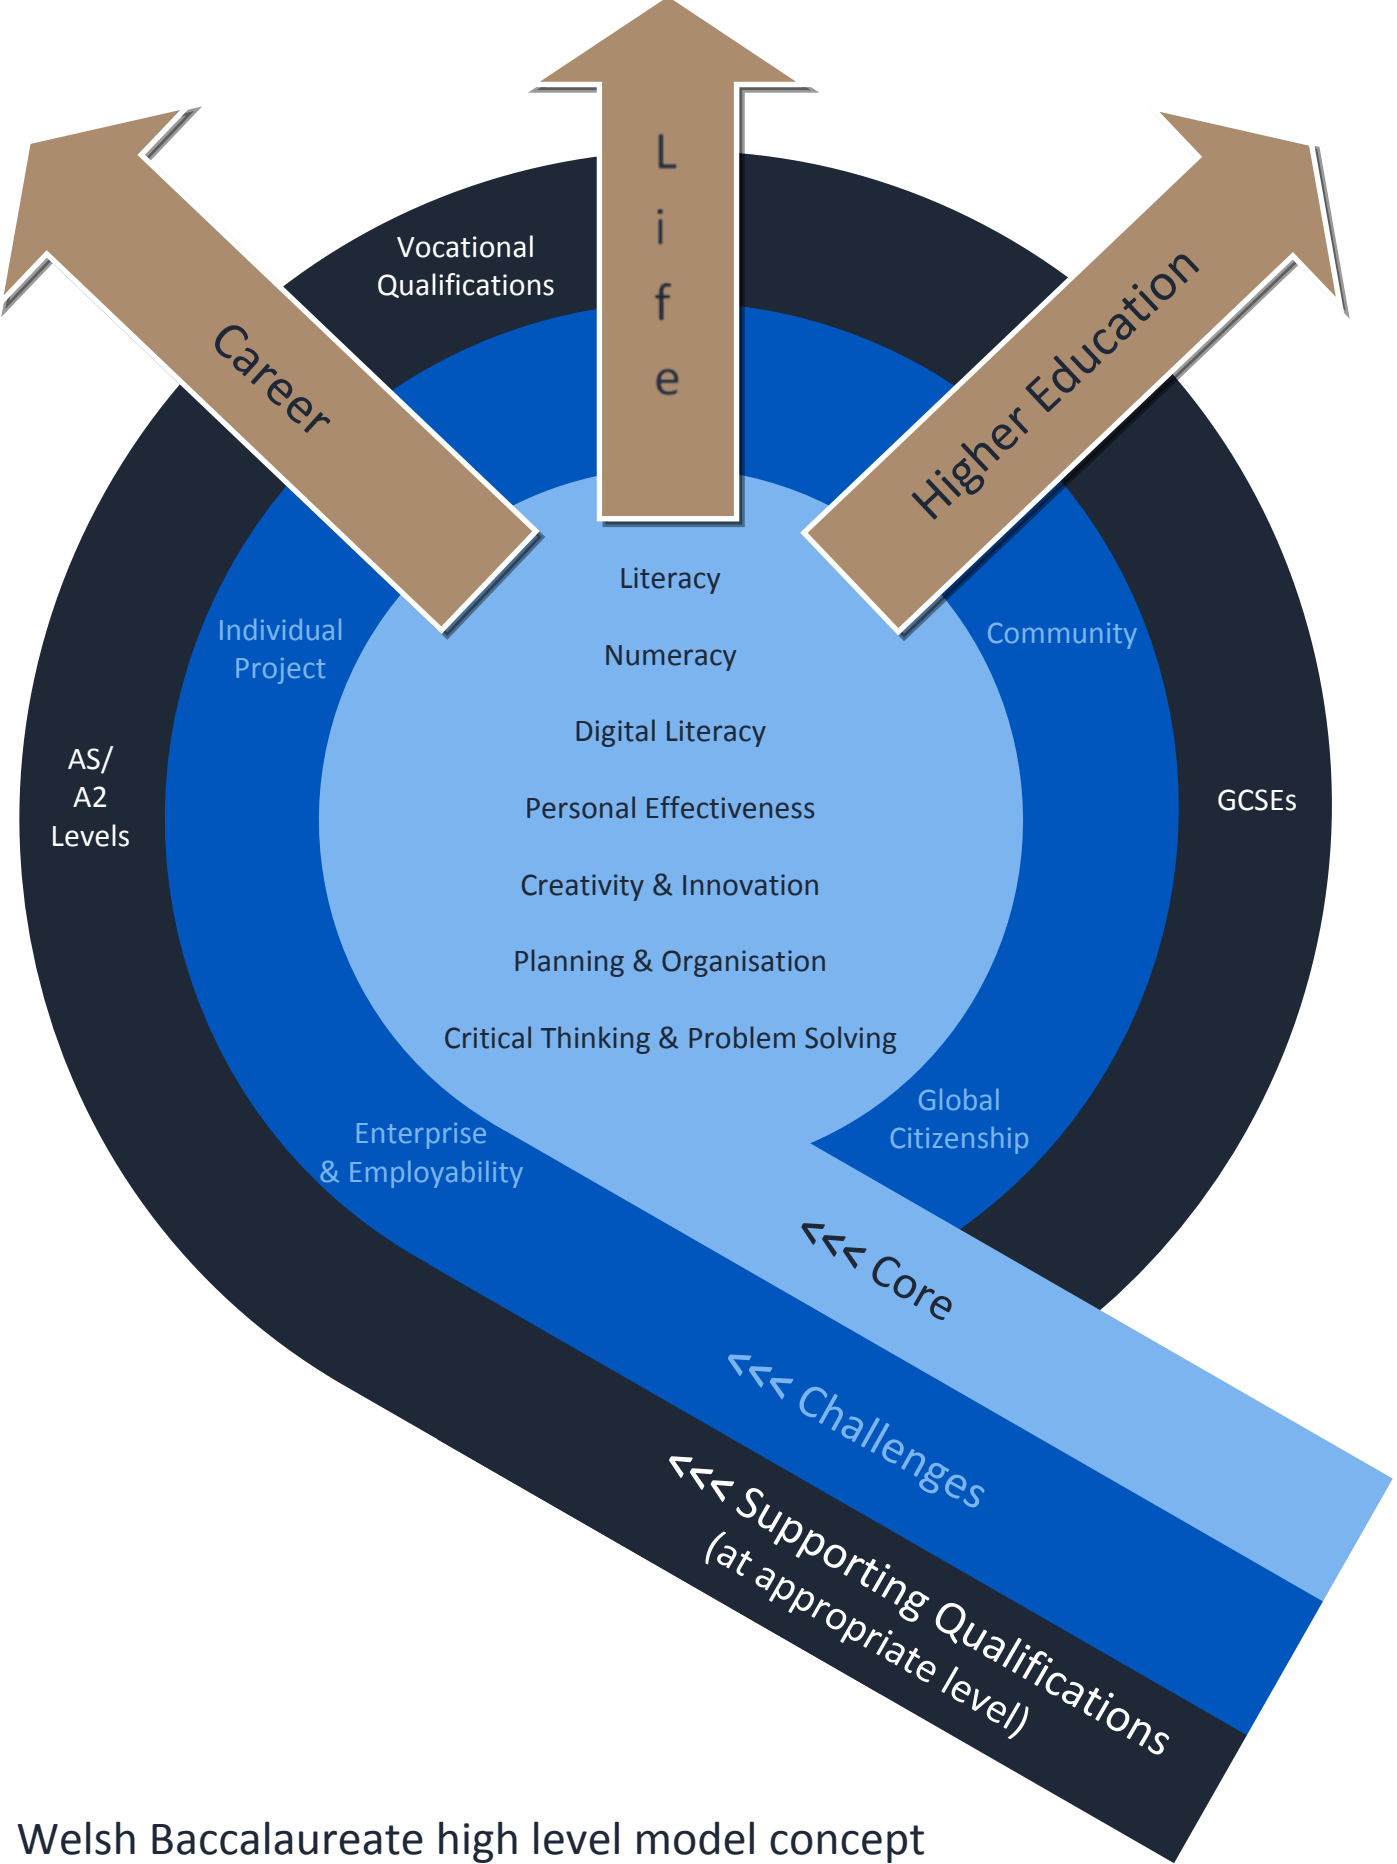 Life
Career
Higher Education
Vocational
Qualifications
Individual
Project
Community
AS/
A2
Levels
GCSEs
Literacy
Numeracy
Digital Literacy
Personal Effectiveness
Creativity & Innovation
Planning & Organisation
Critical Thinking & Problem Solving
Enterprise
& Employability
Global
Citizenship
<<< Core
<<< Challenges
<<< Supporting Qualifications
(at appropriate level)
Welsh Baccalaureate high level model concept